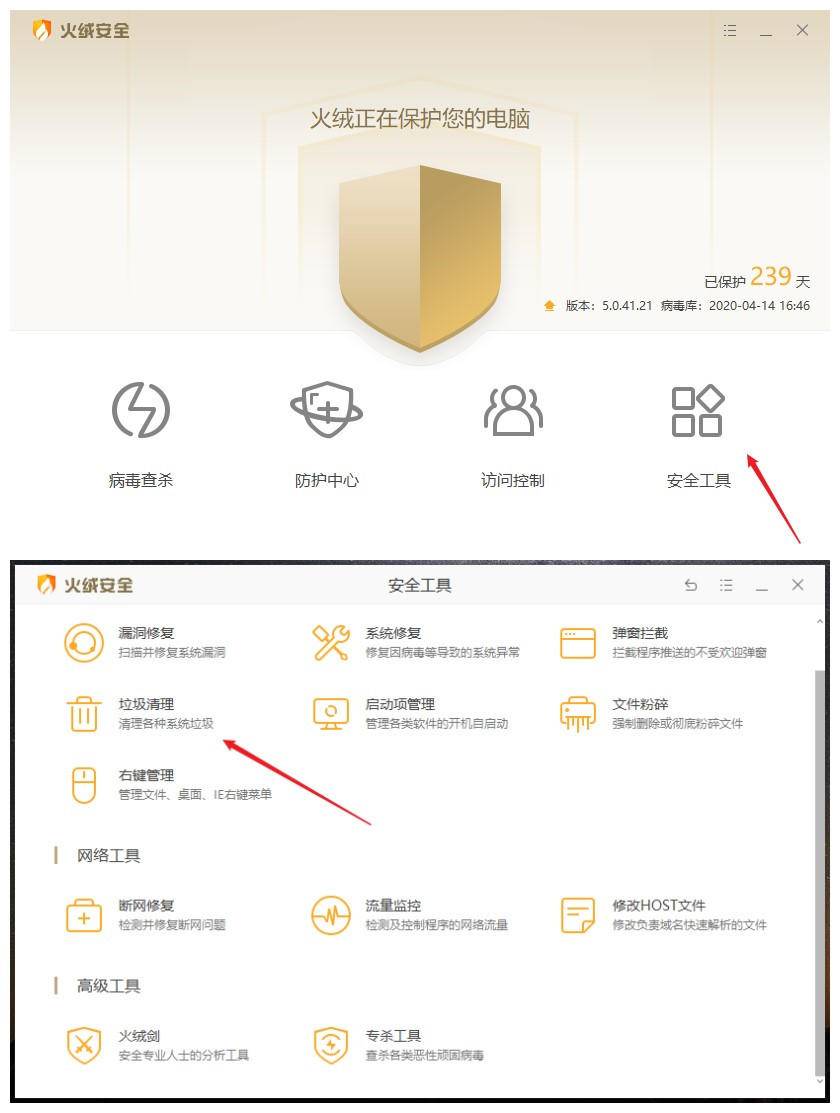 火绒安全
火绒正在保护您的电脑
已保护 239 天
版本：5.0.41.21 病毒库：2020-04-14 16:46
病毒查杀 防护中心 访问控制 安全工具
火绒安全 安全工具
漏洞修复 系统修复 弹窗拦截
扫描并修复系统漏洞 修复因病毒等导致的系统异常 拦截程序推送的不受欢迎弹窗
垃圾清理 启动项管理 文件粉碎
清理各种系统垃圾 管理各类软件的开机自启动 强制删除或彻底粉碎文件
右键管理
管理文件、桌面、IE右键菜单
网络工具
断网修复 流量监控 修改HOST文件
检测并修复断网问题 检测及控制程序的网络流量 修改负责域名快速解析的文件
高级工具
火绒剑 专杀工具
安全专业人士的分析工具 查杀各类恶性顽固病毒